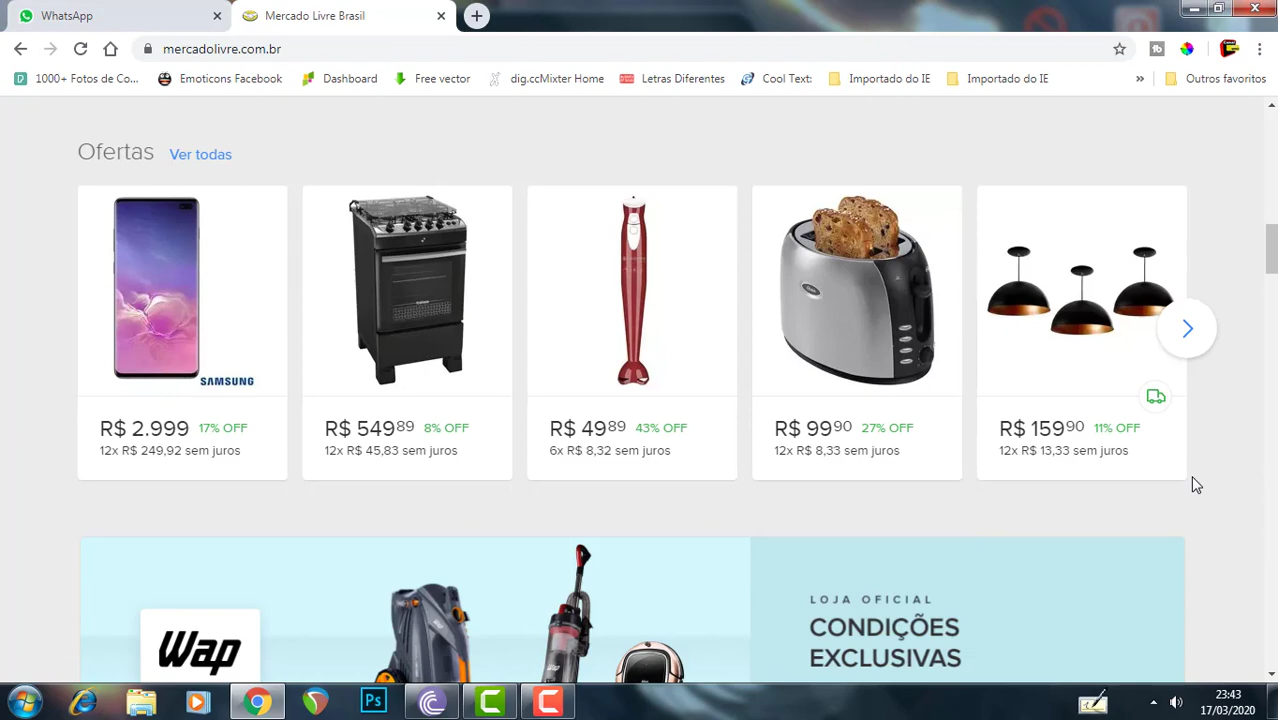 WhatsApp
Mercado Livre Brasil
mercadolivre.com.br
1000+ Fotos de Co...
Emoticons Facebook
Dashboard
Free vector
dig.ccMixter Home
Letras Diferentes
Cool Text:
Importado do IE
Importado do IE
»
Outros favoritos
Ofertas Ver todas
SAMSUNG
R$ 2.999 17% OFF
12x R$ 249,92 sem juros
R$ 549 89 8% OFF
12x R$ 45,83 sem juros
R$ 49 89 43% OFF
6x R$ 8,32 sem juros
R$ 99 90 27% OFF
12x R$ 8,33 sem juros
R$ 159 90 11% OFF
12x R$ 13,33 sem juros
Wap
LOJA OFICIAL
CONDIÇÕES
EXCLUSIVAS
Ps
23:43
17/03/2020